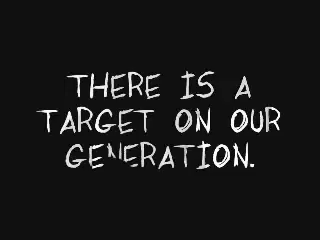 THERE IS A
TARGET ON OUR
GENERATION.